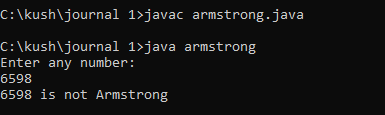 C:\kush\journal 1>javac armstrong.java
C:\kush\journal 1>java armstrong
Enter any number:
6598
6598 is not Armstrong